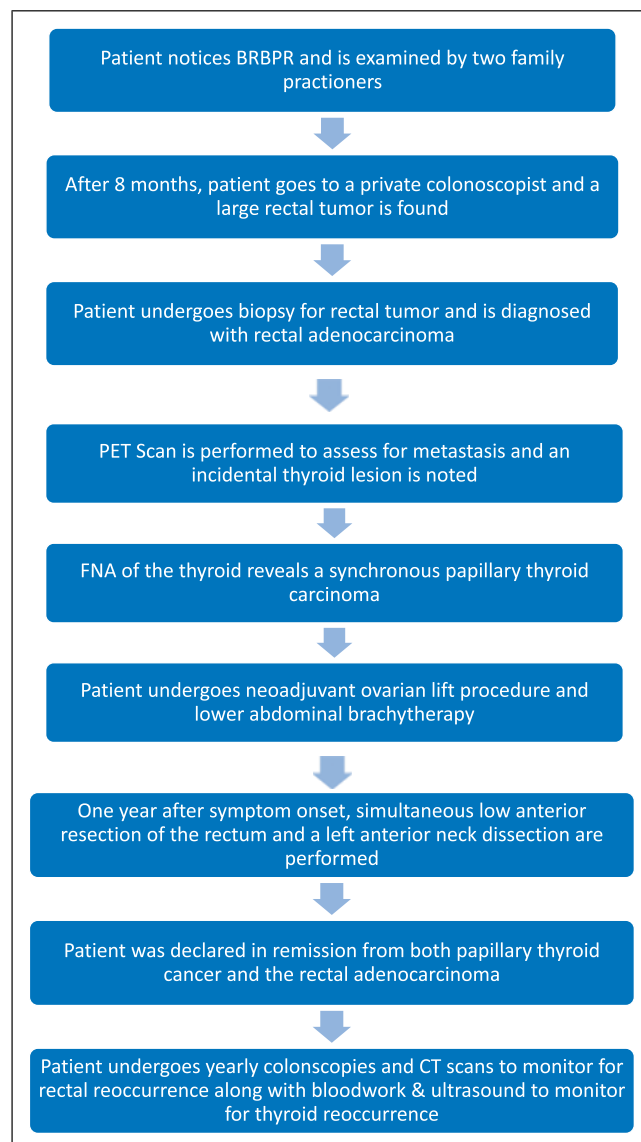 Patient notices BRBPR and is examined by two family
practioners
After 8 months, patient goes to a private colonoscopist and a
large rectal tumor is found
Patient undergoes biopsy for rectal tumor and is diagnosed
with rectal adenocarcinoma
PET Scan is performed to assess for metastasis and an
incidental thyroid lesion is noted
FNA of the thyroid reveals a synchronous papillary thyroid
carcinoma
Patient undergoes neoadjuvant ovarian lift procedure and
lower abdominal brachytherapy
One year after symptom onset, simultaneous low anterior
resection of the rectum and a left anterior neck dissection are
performed
Patient was declared in remission from both papillary thyroid
cancer and the rectal adenocarcinoma
Patient undergoes yearly colonscopies and CT scans to monitor for
rectal reoccurrence along with bloodwork & ultrasound to monitor
for thyroid reoccurrence